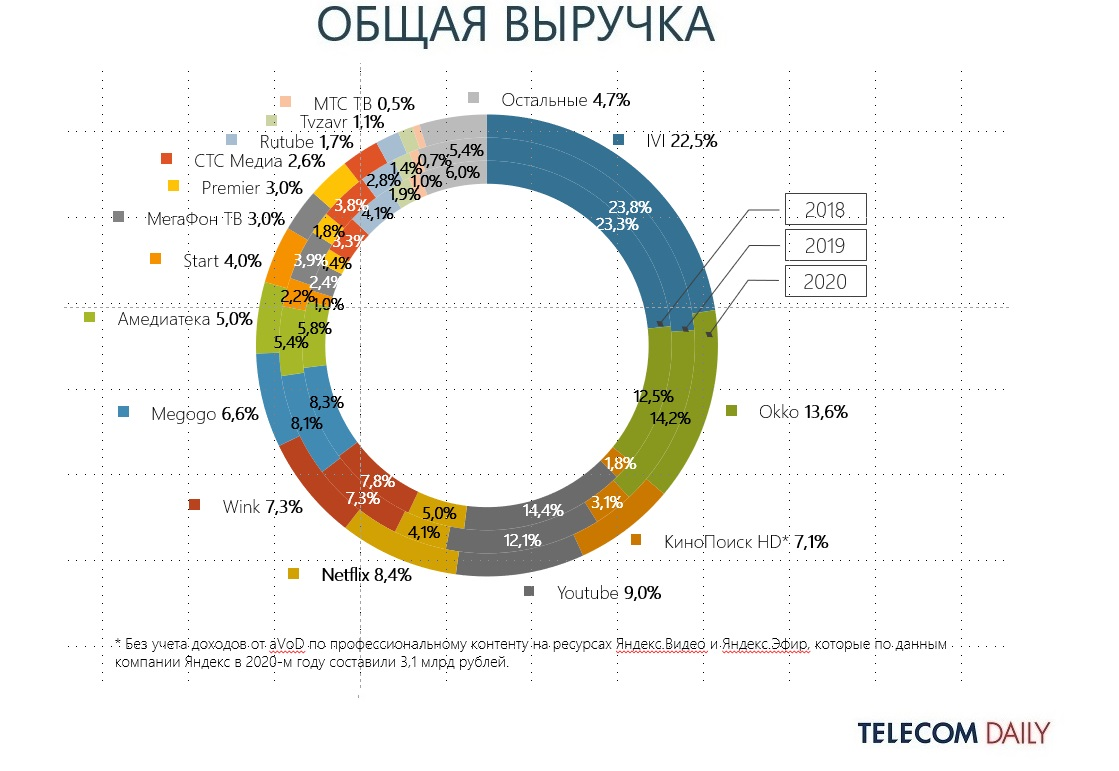 ОБЩАЯ ВЫРУЧКА
МТС ТВ 0,5%
Остальные 4,7%
Tvzavr 1,1%
Rutube 1,7%
IVI 22,5%
СТС Медиа 2,6%
Premier 3,0%
МегаФон ТВ 3,0%
Start 4,0%
Амедиатека 5,0%
Megogo 6,6%
Wink 7,3%
Netflix 8,4%
Youtube 9,0%
КиноПоиск HD* 7,1%
Okko 13,6%
2018
2019
2020
23,8%
23,3%
12,5%
14,2%
1,8%
3,1%
14,4%
12,1%
5,0%
4,1%
7,8%
7,3%
8,3%
8,1%
5,8%
5,4%
2,2%
1,0%
3,9%
2,4%
1,8%
3,8%
3,3%
2,8%
4,1%
1,4%
1,9%
0,7%
1,0%
5,4%
6,0%
* Без учета доходов от aVoD по профессиональному контенту на ресурсах Яндекс.Видео и Яндекс.Эфир, которые по данным
компании Яндекс в 2020-м году составили 3,1 млрд рублей.
TELECOM DAILY